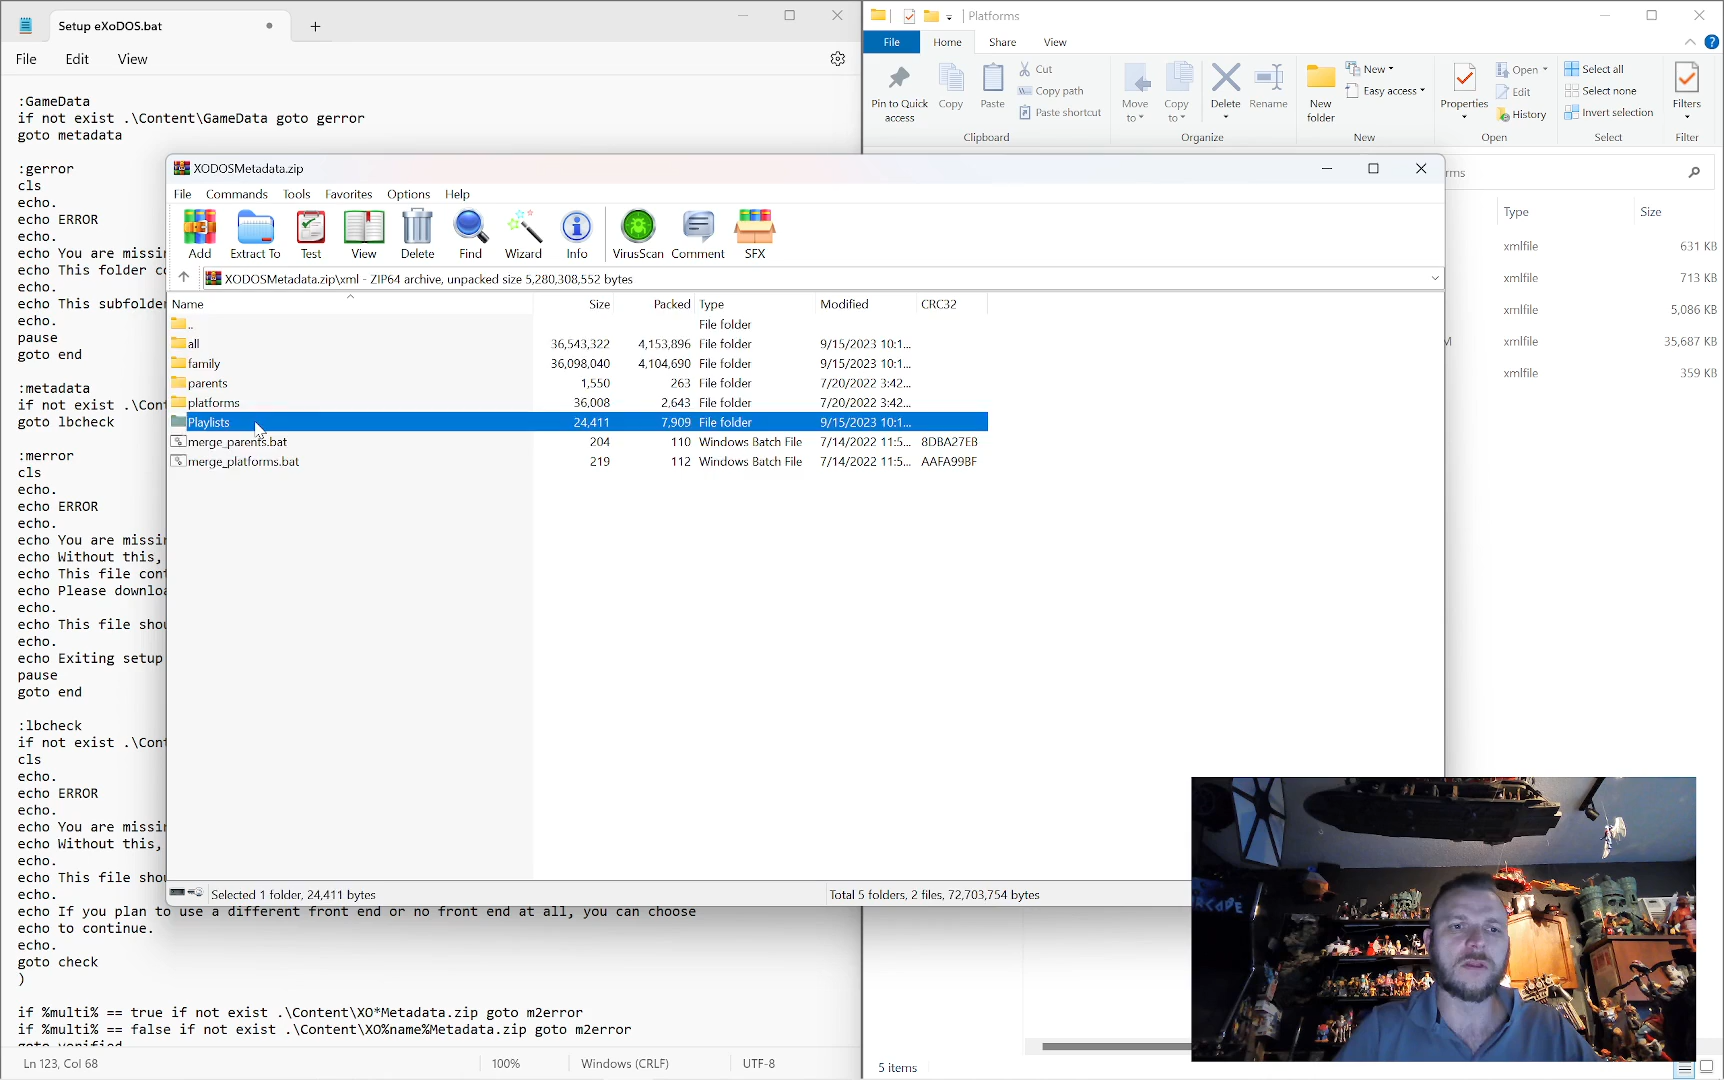 Setup eXoDOS.bat
File Edit View
:GameData
if not exist .\Content\GameData goto gerror
goto metadata
:gerror
cls
echo.
echo ERROR
echo.
echo You are missin
echo This folder co
echo.
echo This subfolder
echo.
pause
goto end
:metadata
if not exist .\Cont
goto lbcheck
:merror
cls
echo.
echo ERROR
echo.
echo You are missin
echo Without this,
echo This file cont
echo Please downloa
echo.
echo This file shou
echo.
echo Exiting setup
pause
goto end
:lbcheck
if not exist .\Cont
cls
echo.
echo ERROR
echo.
echo You are missin
echo Without this,
echo.
echo This file shou
echo.
echo If you plan to use a different front end or no front end at all, you can choose
echo to continue.
echo.
goto check
)
if %multi% == true if not exist .\Content\XO*Metadata.zip goto m2error
if %multi% == false if not exist .\Content\XO%name%Metadata.zip goto m2error
goto verified
Ln 123, Col 68 100% Windows (CRLF) UTF-8
Platforms
File Home Share View
Pin to Quick access
Copy
Paste
Cut
Copy path
Paste shortcut
Clipboard
Move to
Copy to
Delete
Rename
Organize
New folder
New
Easy access
New
Properties
Open
Edit
History
Open
Select all
Select none
Invert selection
Select
Filters
Filter
rms
Type Size
xmlfile 631 KB
xmlfile 713 KB
xmlfile 5,086 KB
M xmlfile 35,687 KB
xmlfile 359 KB
5 items
XODOSMetadata.zip
File Commands Tools Favorites Options Help
Add Extract To Test View Delete Find Wizard Info VirusScan Comment SFX
XODOSMetadata.zip\xml - ZIP64 archive, unpacked size 5,280,308,552 bytes
Name Size Packed Type Modified CRC32
.. File folder
all 36,543,322 4,153,896 File folder 9/15/2023 10:1...
family 36,098,040 4,104,690 File folder 9/15/2023 10:1...
parents 1,550 263 File folder 7/20/2022 3:42...
platforms 36,008 2,643 File folder 7/20/2022 3:42...
Playlists 24,411 7,909 File folder 9/15/2023 10:1...
merge_parents.bat 204 110 Windows Batch File 7/14/2022 11:5... 8DBA27EB
merge_platforms.bat 219 112 Windows Batch File 7/14/2022 11:5... AAFA99BF
Selected 1 folder, 24,411 bytes
Total 5 folders, 2 files, 72,703,754 bytes